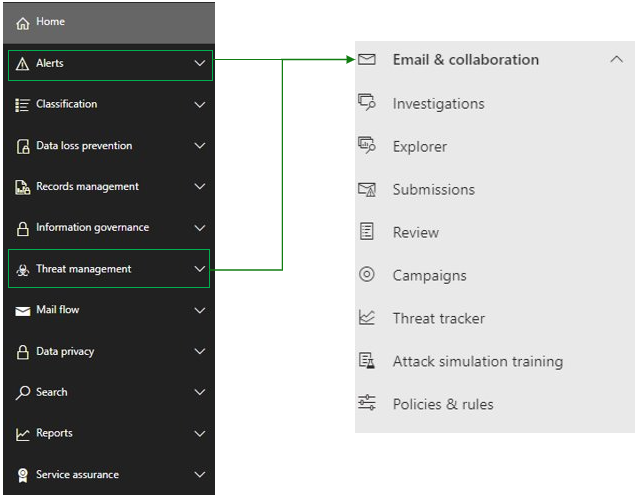 Home
Alerts
Classification
Data loss prevention
Records management
Information governance
Threat management
Mail flow
Data privacy
Search
Reports
Service assurance
Email & collaboration
Investigations
Explorer
Submissions
Review
Campaigns
Threat tracker
Attack simulation training
Policies & rules